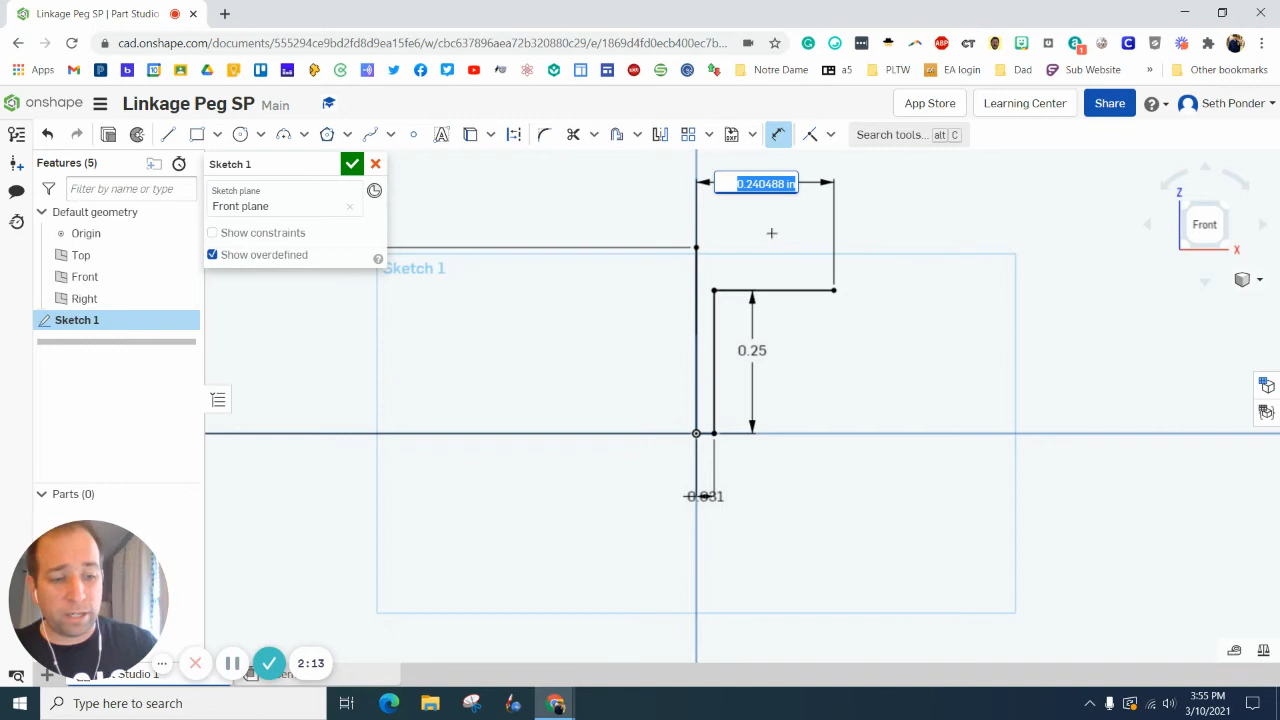 Linkage Peg SP | Part Studio
cad.onshape.com/documents/555294ce9bd2fd82f2a15fe6/
Apps
Notre Dame
a5
PLTW
EA login
Dad
Sub Website
»
Other bookmarks
onshape
Linkage Peg SP Main
App Store
Learning Center
Share
Seth Ponder
Search tools... alt C
Features (5)
Filter by name or type
Default geometry
Origin
Top
Front
Right
Sketch 1
Parts (0)
Sketch 1
Sketch plane
Front plane
Show constraints
Show overdefined
Sketch 1
0.240488 in
0.25
0.031
Z
Front
X
2:13
Type here to search
3:55 PM
3/10/2021